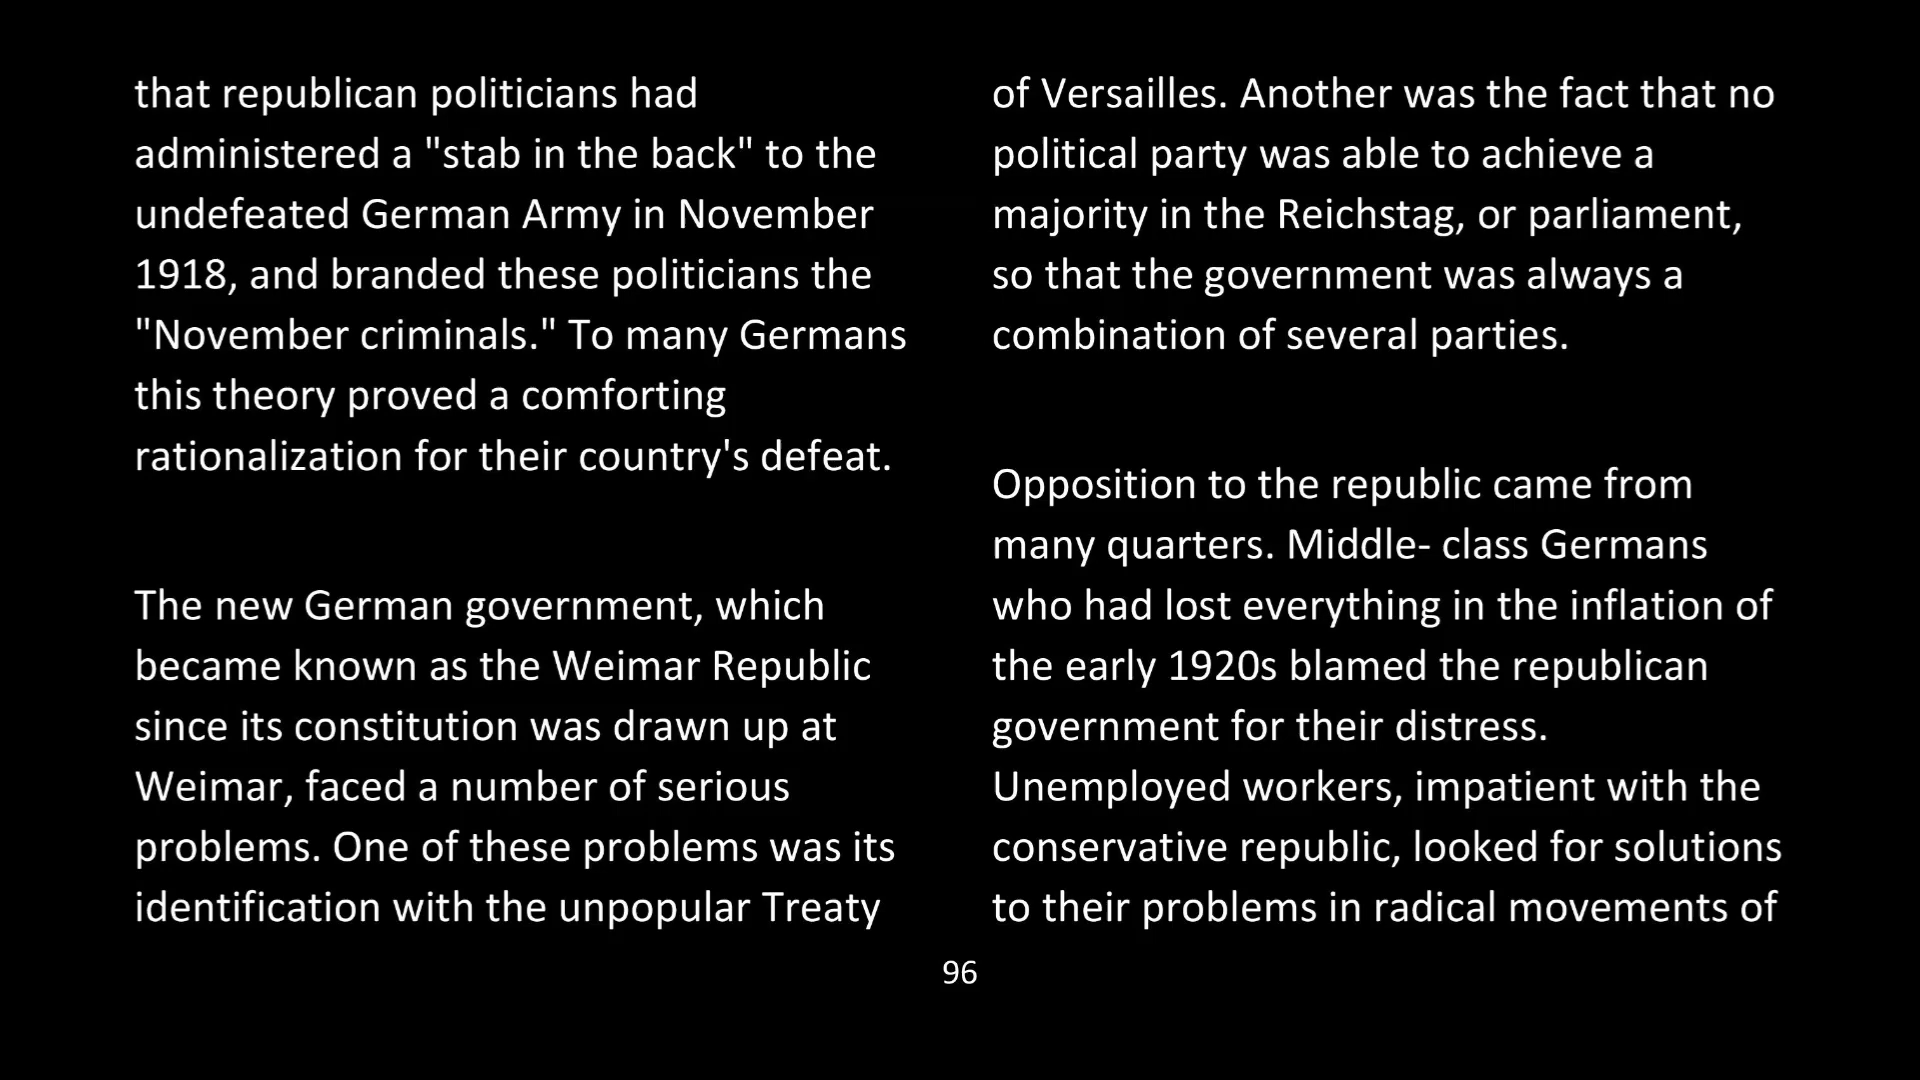 that republican politicians had
administered a "stab in the back" to the
undefeated German Army in November
1918, and branded these politicians the
"November criminals." To many Germans
this theory proved a comforting
rationalization for their country's defeat.
The new German government, which
became known as the Weimar Republic
since its constitution was drawn up at
Weimar, faced a number of serious
problems. One of these problems was its
identification with the unpopular Treaty
of Versailles. Another was the fact that no
political party was able to achieve a
majority in the Reichstag, or parliament,
so that the government was always a
combination of several parties.
Opposition to the republic came from
many quarters. Middle- class Germans
who had lost everything in the inflation of
the early 1920s blamed the republican
government for their distress.
Unemployed workers, impatient with the
conservative republic, looked for solutions
to their problems in radical movements of
96